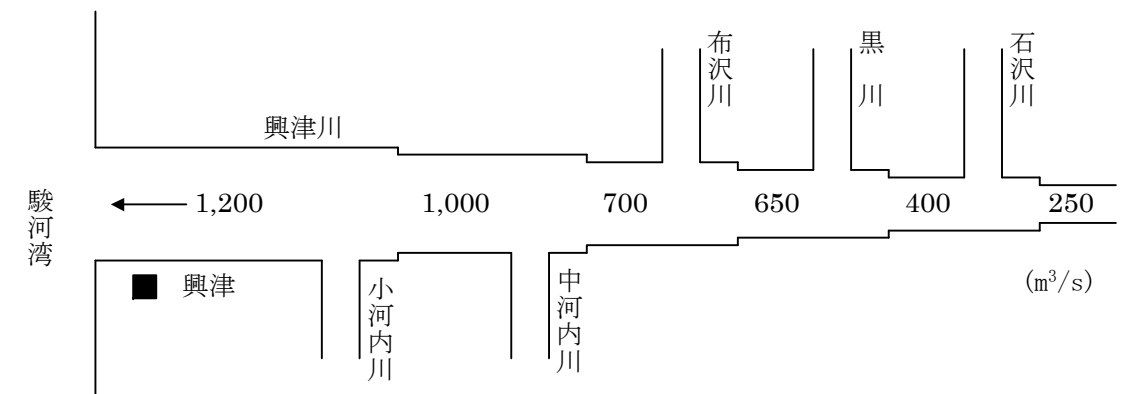 布沢川
黒川
石沢川
興津川
駿河湾
1,200
1,000
700
650
400
250
興津
小河内川
中河内川
(m³/s)